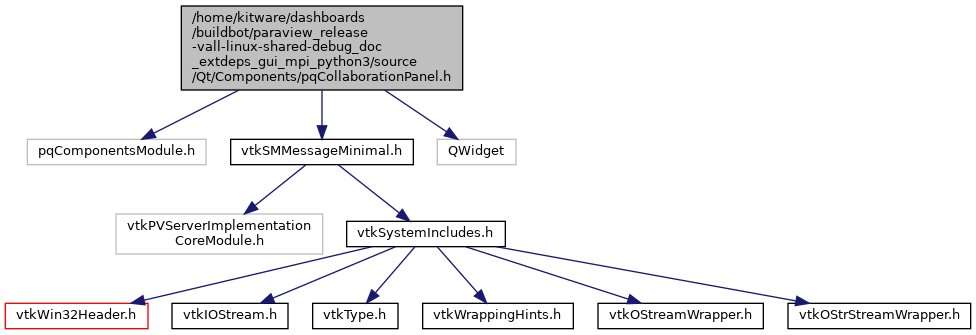 /home/kitware/dashboards
/buildbot/paraview_release
-vall-linux-shared-debug_doc
_extdeps_gui_mpi_python3/source
/Qt/Components/pqCollaborationPanel.h
pqComponentsModule.h
vtkSMMessageMinimal.h
QWidget
vtkPVServerImplementation
CoreModule.h
vtkSystemIncludes.h
vtkWin32Header.h
vtkIOStream.h
vtkType.h
vtkWrappingHints.h
vtkOStreamWrapper.h
vtkOStrStreamWrapper.h